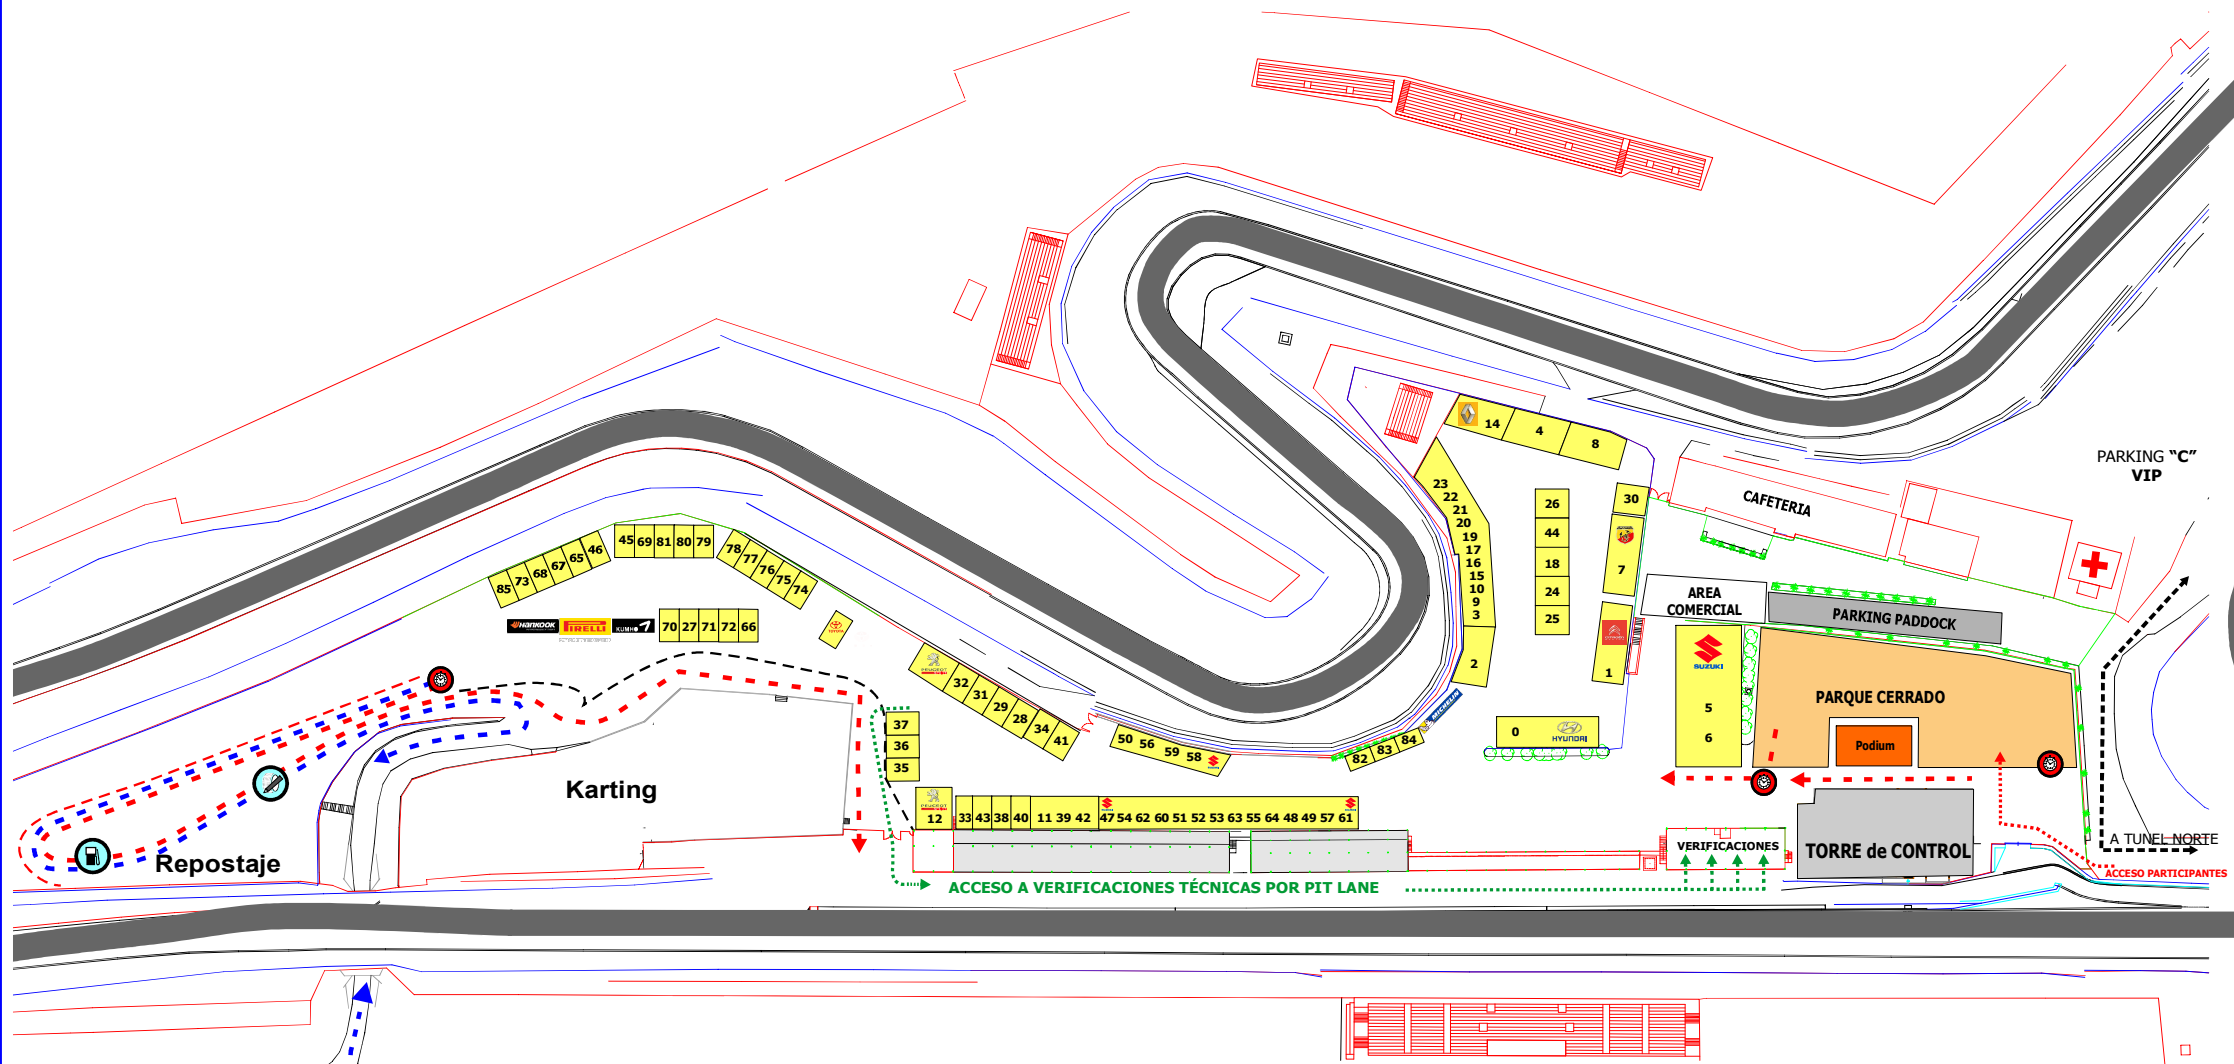 14
4
8
PARKING “C”
VIP
23
22
21
20
19
17
16
15
10
9
3
2
26
44
18
24
25
30
7
CITROËN
1
CAFETERIA
AREA
COMERCIAL
PARKING PADDOCK
SUZUKI
5
6
PARQUE CERRADO
Podium
0
HYUNDAI
MICHELIN
82 83 84
85 73 68 67 65 46
45 69 81 80 79
78 77 76 75 74
HANKOOK
PIRELLI
KUMHO
70 27 71 72 66
TOYOTA
PEUGEOT
32 31 29 28 34 41
50 56 59 58
37
36
35
Karting
PEUGEOT
12
33 43 38 40 11 39 42 47 54 62 60 51 52 53 63 55 64 48 49 57 61
Repostaje
VERIFICACIONES
TORRE de CONTROL
A TUNEL NORTE
ACCESO PARTICIPANTES
ACCESO A VERIFICACIONES TÉCNICAS POR PIT LANE